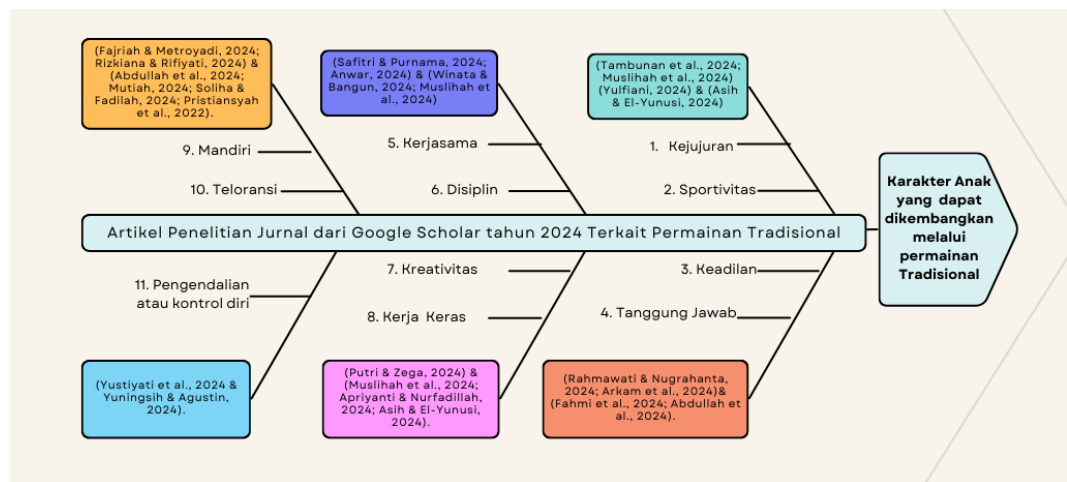 (Fajriah & Metroyadi, 2024;
Rizkiana & Rifiyati, 2024) &
(Abdullah et al., 2024;
Mutiah, 2024; Soliha &
Fadilah, 2024; Pristiansyah
et al., 2022).
(Safitri & Purnama, 2024;
Anwar, 2024) & (Winata &
Bangun, 2024; Muslihah et
al., 2024)
(Tambunan et al., 2024;
Muslihah et al., 2024)
(Yulfiani, 2024) & (Asih
& El-Yunusi, 2024)
9. Mandiri
10. Teloransi
5. Kerjasama
6. Disiplin
1. Kejujuran
2. Sportivitas
Artikel Penelitian Jurnal dari Google Scholar tahun 2024 Terkait Permainan Tradisional
Karakter Anak
yang dapat
dikembangkan
melalui
permainan
Tradisional
11. Pengendalian
atau kontrol diri
7. Kreativitas
8. Kerja Keras
3. Keadilan
4. Tanggung Jawab
(Yustiyati et al., 2024 &
Yuningsih & Agustin,
2024).
(Putri & Zega, 2024) &
(Muslihah et al., 2024;
Apriyanti & Nurfadillah,
2024; Asih & El-Yunusi,
2024).
(Rahmawati & Nugrahanta,
2024; Arkam et al., 2024)&
(Fahmi et al., 2024; Abdullah et
al., 2024).